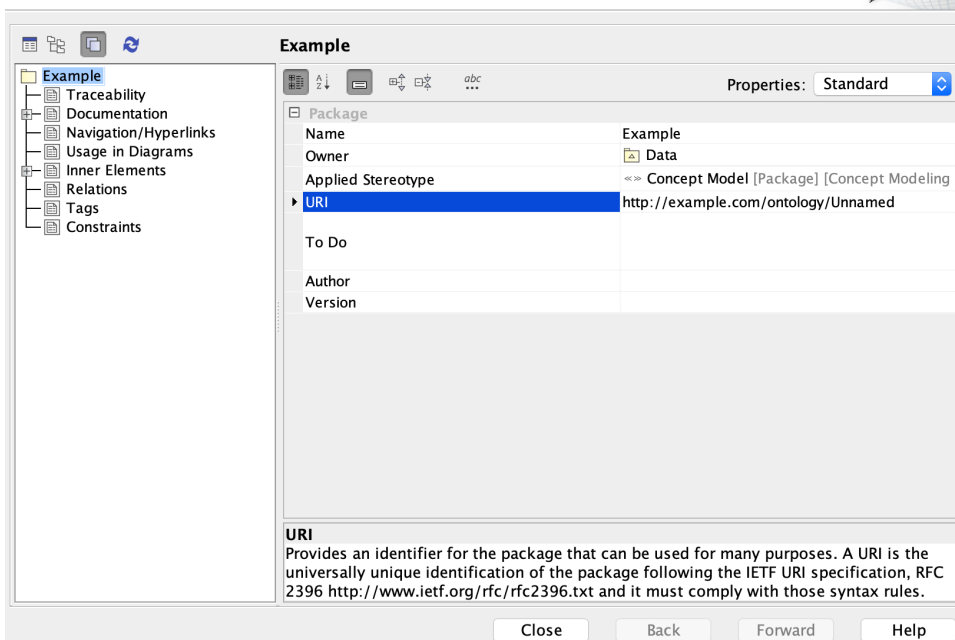 Example
Example
Traceability
Documentation
Navigation/Hyperlinks
Usage in Diagrams
Inner Elements
Relations
Tags
Constraints
A
Z
abc
...
Properties: Standard
Package
Name Example
Owner Data
Applied Stereotype «» Concept Model [Package] [Concept Modeling
URI http://example.com/ontology/Unnamed
To Do
Author
Version
URI
Provides an identifier for the package that can be used for many purposes. A URI is the
universally unique identification of the package following the IETF URI specification, RFC
2396 http://www.ietf.org/rfc/rfc2396.txt and it must comply with those syntax rules.
Close Back Forward Help